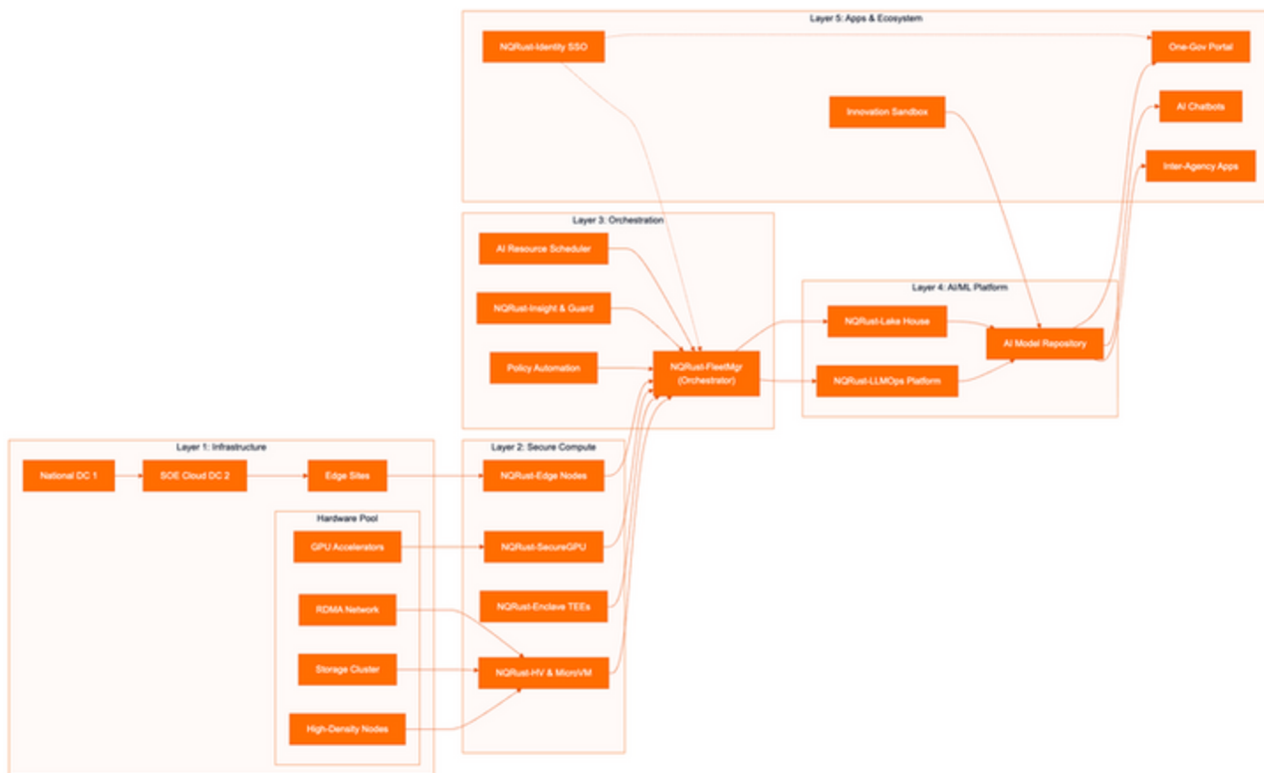 Layer 5: Apps & Ecosystem
NQRust-Identity SSO
One-Gov Portal
Innovation Sandbox
AI Chatbots
Inter-Agency Apps
Layer 3: Orchestration
AI Resource Scheduler
NQRust-Insight & Guard
Policy Automation
NQRust-FleetMgr
(Orchestrator)
Layer 4: AI/ML Platform
NQRust-Lake House
AI Model Repository
NQRust-LLMOps Platform
Layer 1: Infrastructure
National DC 1
SOE Cloud DC 2
Edge Sites
Hardware Pool
GPU Accelerators
RDMA Network
Storage Cluster
High-Density Nodes
Layer 2: Secure Compute
NQRust-Edge Nodes
NQRust-SecureGPU
NQRust-Enclave TEEs
NQRust-HV & MicroVM